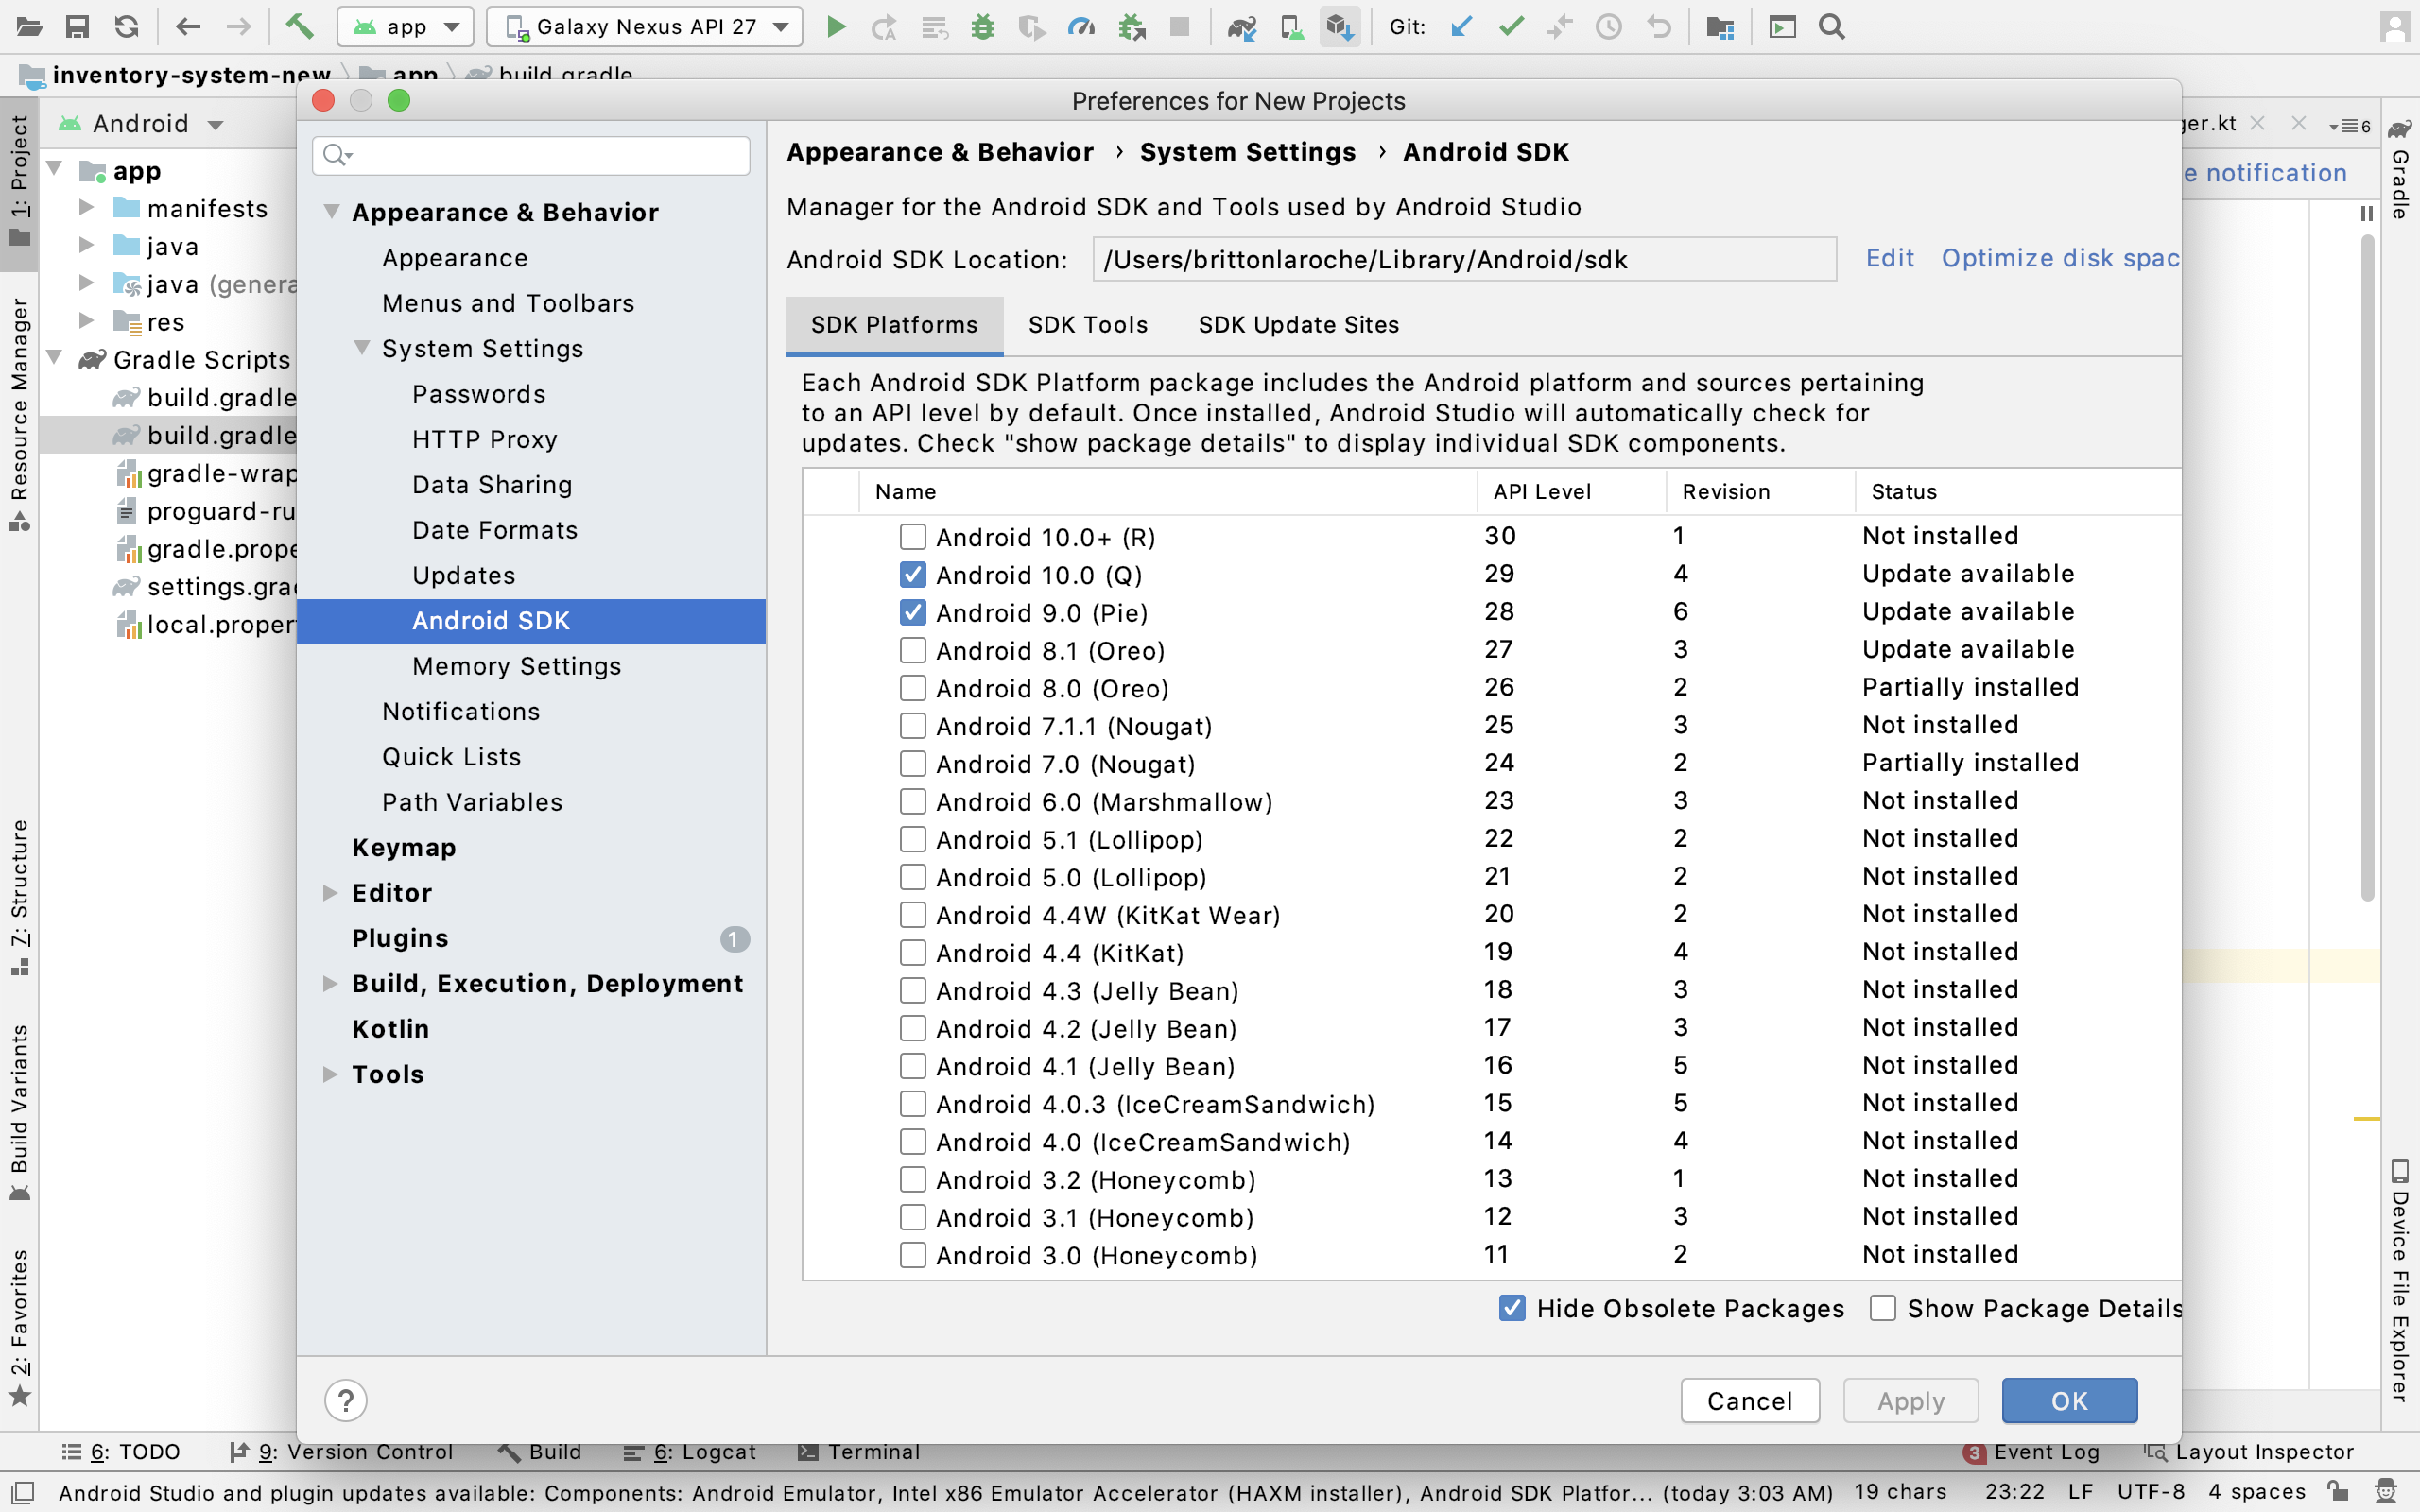 app
Galaxy Nexus API 27
Git:
inventory-system-new
app
build.gradle
Preferences for New Projects
Android
ger.kt
6
e notification
1: Project
Resource Manager
7: Structure
Build Variants
2: Favorites
Gradle
Device File Explorer
app
manifests
java
java (genera
res
Gradle Scripts
build.gradle
build.gradle
gradle-wrap
proguard-ru
gradle.prope
settings.grad
local.proper
Appearance & Behavior
Appearance
Menus and Toolbars
System Settings
Passwords
HTTP Proxy
Data Sharing
Date Formats
Updates
Android SDK
Memory Settings
Notifications
Quick Lists
Path Variables
Keymap
Editor
Plugins 1
Build, Execution, Deployment
Kotlin
Tools
Appearance & Behavior › System Settings › Android SDK
Manager for the Android SDK and Tools used by Android Studio
Android SDK Location: /Users/brittonlaroche/Library/Android/sdk Edit Optimize disk spac
SDK Platforms SDK Tools SDK Update Sites
Each Android SDK Platform package includes the Android platform and sources pertaining
to an API level by default. Once installed, Android Studio will automatically check for
updates. Check "show package details" to display individual SDK components.
Name API Level Revision Status
Android 10.0+ (R) 30 1 Not installed
Android 10.0 (Q) 29 4 Update available
Android 9.0 (Pie) 28 6 Update available
Android 8.1 (Oreo) 27 3 Update available
Android 8.0 (Oreo) 26 2 Partially installed
Android 7.1.1 (Nougat) 25 3 Not installed
Android 7.0 (Nougat) 24 2 Partially installed
Android 6.0 (Marshmallow) 23 3 Not installed
Android 5.1 (Lollipop) 22 2 Not installed
Android 5.0 (Lollipop) 21 2 Not installed
Android 4.4W (KitKat Wear) 20 2 Not installed
Android 4.4 (KitKat) 19 4 Not installed
Android 4.3 (Jelly Bean) 18 3 Not installed
Android 4.2 (Jelly Bean) 17 3 Not installed
Android 4.1 (Jelly Bean) 16 5 Not installed
Android 4.0.3 (IceCreamSandwich) 15 5 Not installed
Android 4.0 (IceCreamSandwich) 14 4 Not installed
Android 3.2 (Honeycomb) 13 1 Not installed
Android 3.1 (Honeycomb) 12 3 Not installed
Android 3.0 (Honeycomb) 11 2 Not installed
Hide Obsolete Packages Show Package Details
? Cancel Apply OK
6: TODO 9: Version Control Build 6: Logcat Terminal 3 Event Log Layout Inspector
Android Studio and plugin updates available: Components: Android Emulator, Intel x86 Emulator Accelerator (HAXM installer), Android SDK Platfor... (today 3:03 AM) 19 chars 23:22 LF UTF-8 4 spaces